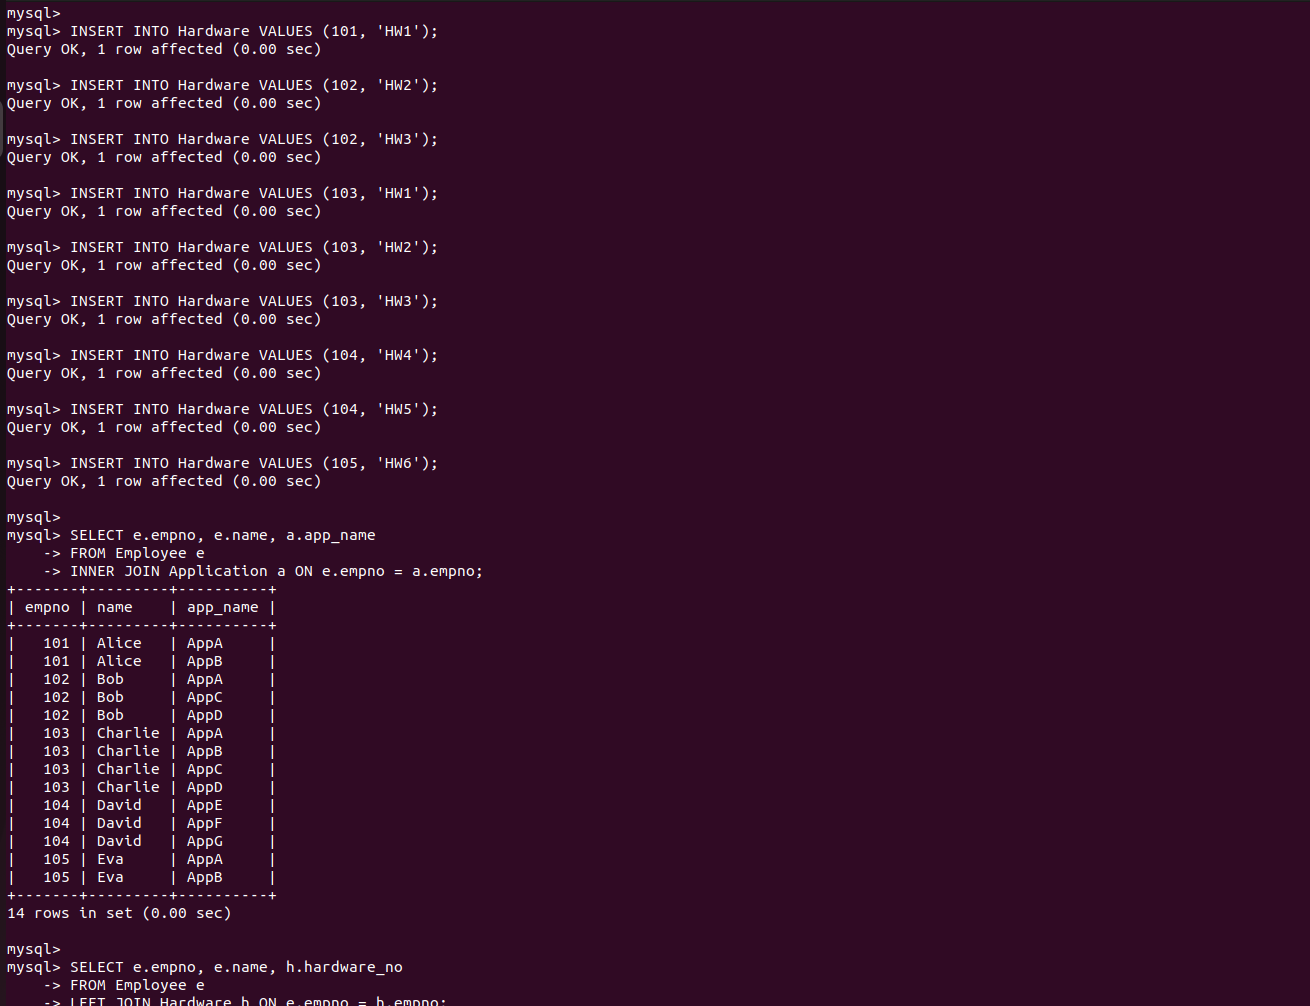 mysql>
mysql> INSERT INTO Hardware VALUES (101, 'HW1');
Query OK, 1 row affected (0.00 sec)

mysql> INSERT INTO Hardware VALUES (102, 'HW2');
Query OK, 1 row affected (0.00 sec)

mysql> INSERT INTO Hardware VALUES (102, 'HW3');
Query OK, 1 row affected (0.00 sec)

mysql> INSERT INTO Hardware VALUES (103, 'HW1');
Query OK, 1 row affected (0.00 sec)

mysql> INSERT INTO Hardware VALUES (103, 'HW2');
Query OK, 1 row affected (0.00 sec)

mysql> INSERT INTO Hardware VALUES (103, 'HW3');
Query OK, 1 row affected (0.00 sec)

mysql> INSERT INTO Hardware VALUES (104, 'HW4');
Query OK, 1 row affected (0.00 sec)

mysql> INSERT INTO Hardware VALUES (104, 'HW5');
Query OK, 1 row affected (0.00 sec)

mysql> INSERT INTO Hardware VALUES (105, 'HW6');
Query OK, 1 row affected (0.00 sec)

mysql>
mysql> SELECT e.empno, e.name, a.app_name
    -> FROM Employee e
    -> INNER JOIN Application a ON e.empno = a.empno;
+-------+---------+----------+
| empno | name    | app_name |
+-------+---------+----------+
|   101 | Alice   | AppA     |
|   101 | Alice   | AppB     |
|   102 | Bob     | AppA     |
|   102 | Bob     | AppC     |
|   102 | Bob     | AppD     |
|   103 | Charlie | AppA     |
|   103 | Charlie | AppB     |
|   103 | Charlie | AppC     |
|   103 | Charlie | AppD     |
|   104 | David   | AppE     |
|   104 | David   | AppF     |
|   104 | David   | AppG     |
|   105 | Eva     | AppA     |
|   105 | Eva     | AppB     |
+-------+---------+----------+
14 rows in set (0.00 sec)

mysql>
mysql> SELECT e.empno, e.name, h.hardware_no
    -> FROM Employee e
    -> LEFT JOIN Hardware h ON e.empno = h.empno;